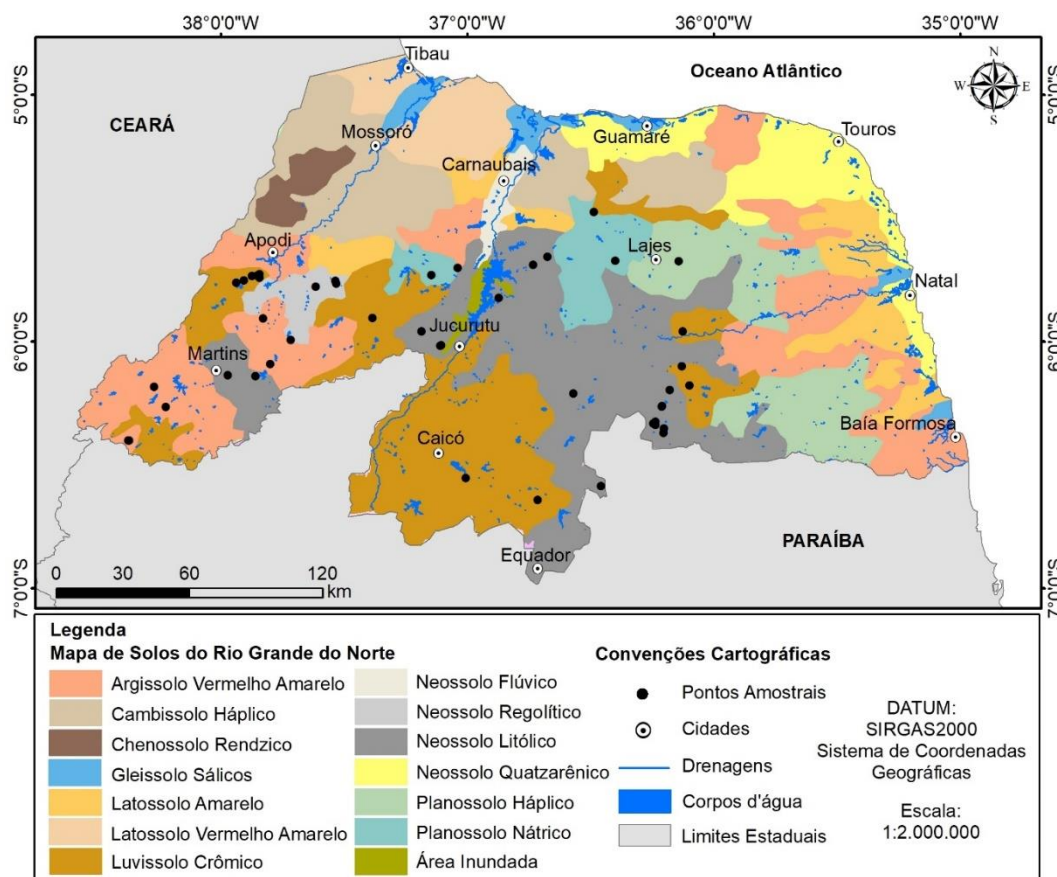 38°0'0"W
37°0'0"W
36°0'0"W
35°0'0"W
Tibau
Oceano Atlântico
N
W
E
S
5°0'0"S
5°0'0"S
CEARÁ
Mossoró
Guamaré
Touros
Carnaubais
Apodi
Lajes
Natal
6°0'0"S
6°0'0"S
Jucurutu
Martins
Caicó
Baía Formosa
Equador
PARAÍBA
0 30 60 120
km
7°0'0"S
7°0'0"S
Legenda
Mapa de Solos do Rio Grande do Norte
Argissolo Vermelho Amarelo
Cambissolo Háplico
Chenossolo Rendzico
Gleissolo Sálicos
Latossolo Amarelo
Latossolo Vermelho Amarelo
Luvissolo Crômico
Neossolo Flúvico
Neossolo Regolítico
Neossolo Litólico
Neossolo Quatzarênico
Planossolo Háplico
Planossolo Nátrico
Área Inundada
Convenções Cartográficas
Pontos Amostrais
Cidades
Drenagens
Corpos d'água
Limites Estaduais
DATUM:
SIRGAS2000
Sistema de Coordenadas
Geográficas
Escala:
1:2.000.000